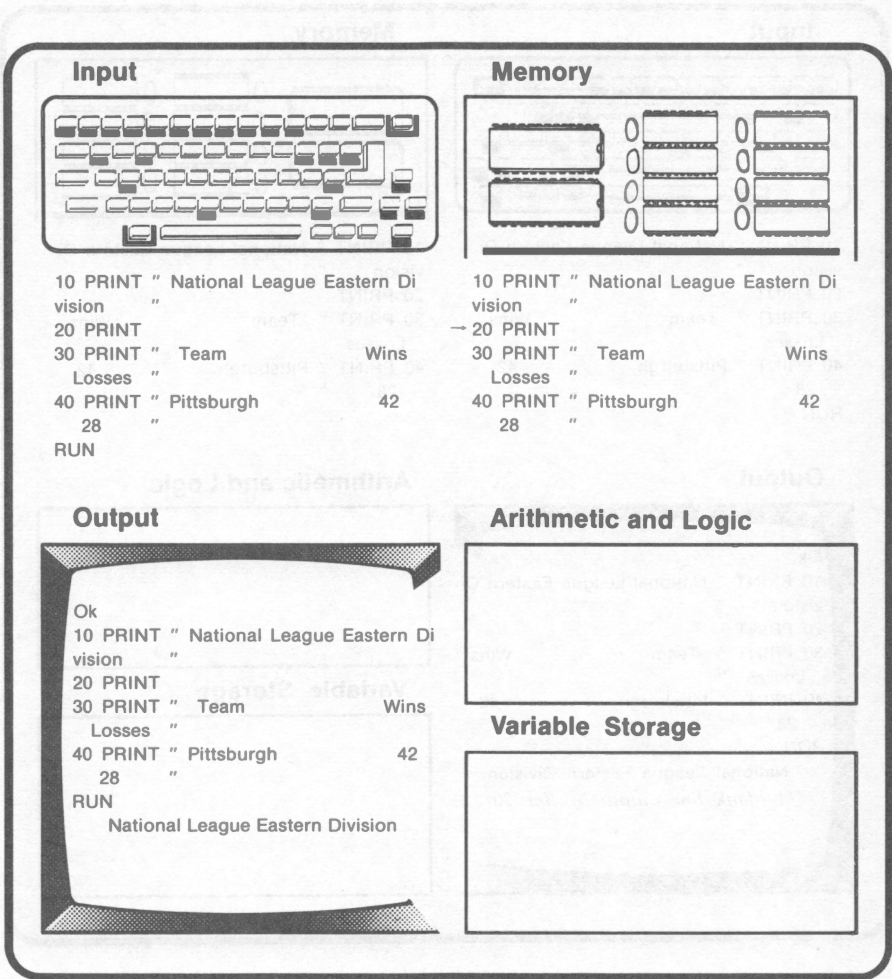 Input
10 PRINT " National League Eastern Di
vision "
20 PRINT
30 PRINT " Team Wins
Losses "
40 PRINT " Pittsburgh 42
28 "
RUN
Memory
10 PRINT " National League Eastern Di
vision "
→ 20 PRINT
30 PRINT " Team Wins
Losses "
40 PRINT " Pittsburgh 42
28 "
Output
Ok
10 PRINT " National League Eastern Di
vision "
20 PRINT
30 PRINT " Team Wins
Losses "
40 PRINT " Pittsburgh 42
28 "
RUN
National League Eastern Division
Arithmetic and Logic
Variable Storage